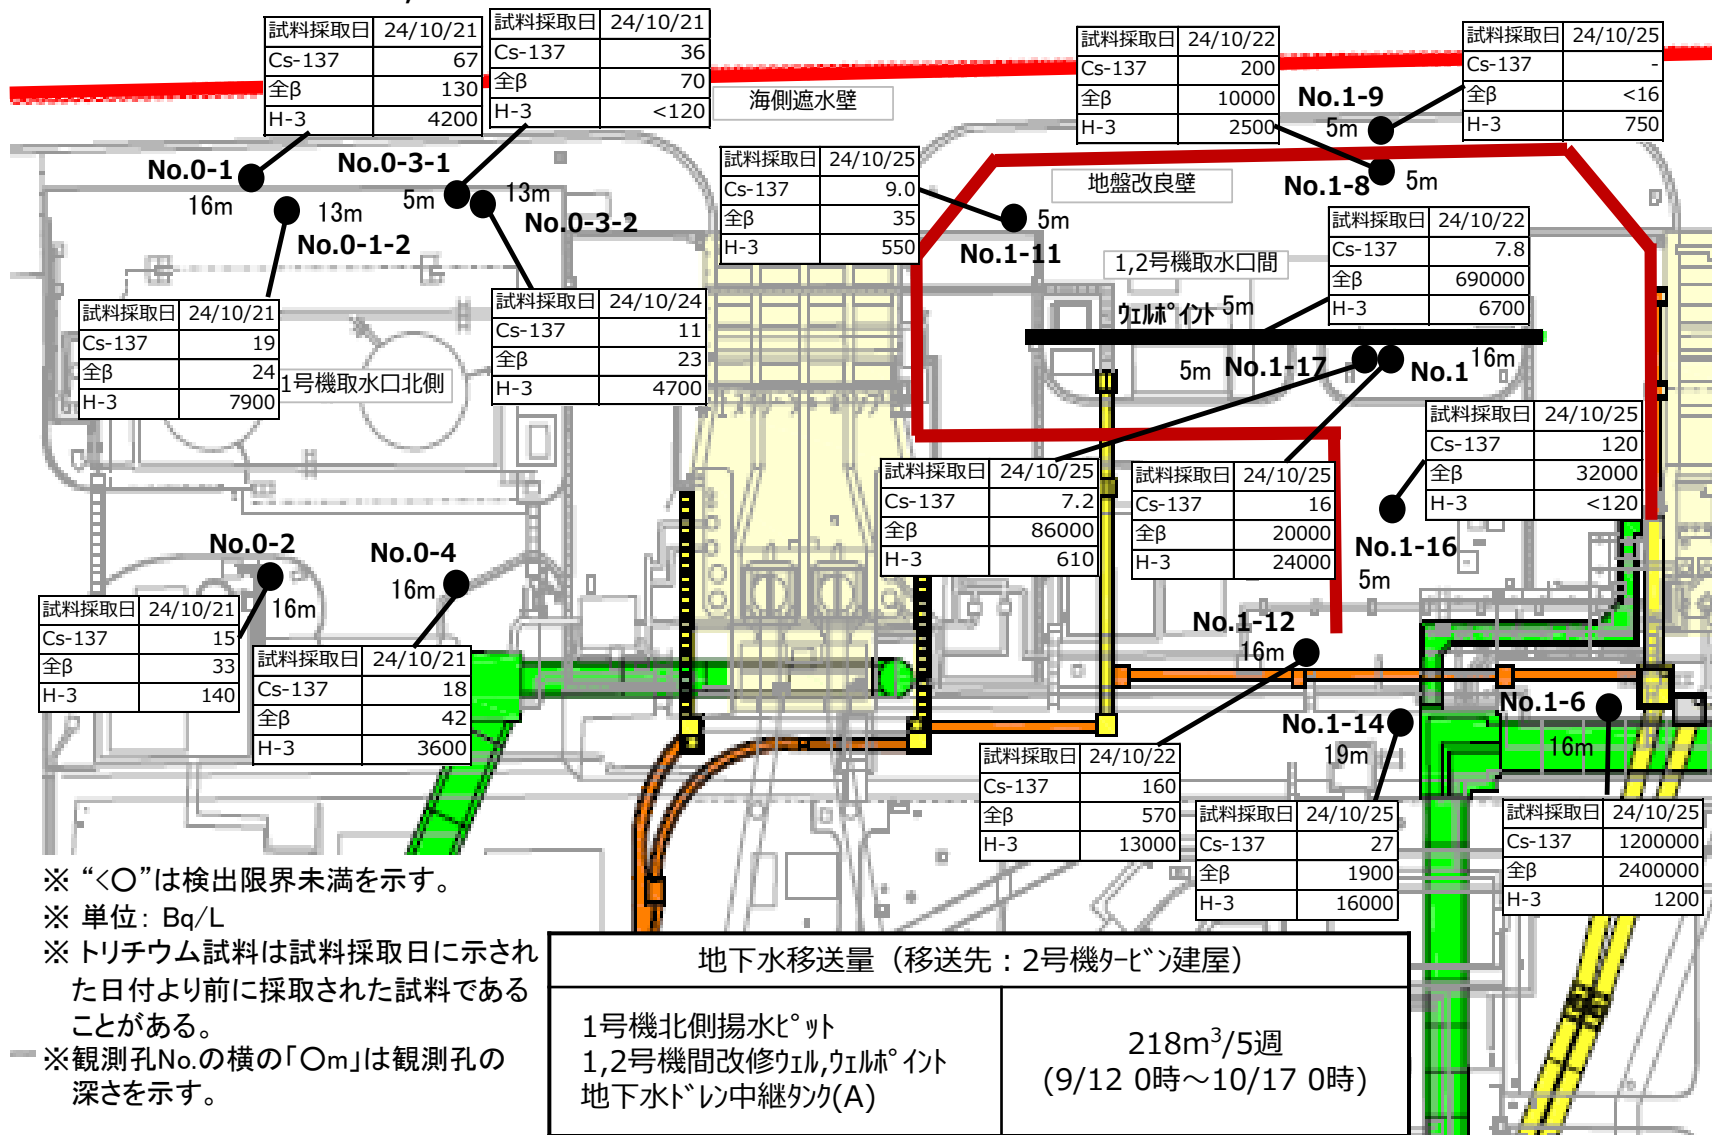 試料採取日 24/10/21
Cs-137 67
全β 130
H-3 4200
試料採取日 24/10/21
Cs-137 36
全β 70
H-3 <120
海側遮水壁
試料採取日 24/10/22
Cs-137 200
全β 10000
H-3 2500
試料採取日 24/10/25
Cs-137 -
全β <16
H-3 750
No.1-9
5m
No.0-1
16m
No.0-3-1
5m
13m
No.0-3-2
13m
No.0-1-2
試料採取日 24/10/25
Cs-137 9.0
全β 35
H-3 550
5m
No.1-11
地盤改良壁
No.1-8
5m
1,2号機取水口間
試料採取日 24/10/22
Cs-137 7.8
全β 690000
H-3 6700
ウェルポイント 5m
試料採取日 24/10/21
Cs-137 19
全β 24
H-3 7900
1号機取水口北側
試料採取日 24/10/24
Cs-137 11
全β 23
H-3 4700
5m No.1-17
No.1 16m
試料採取日 24/10/25
Cs-137 120
全β 32000
H-3 <120
試料採取日 24/10/25
Cs-137 7.2
全β 86000
H-3 610
試料採取日 24/10/25
Cs-137 16
全β 20000
H-3 24000
No.1-16
5m
No.0-2
16m
No.0-4
16m
試料採取日 24/10/21
Cs-137 15
全β 33
H-3 140
試料採取日 24/10/21
Cs-137 18
全β 42
H-3 3600
No.1-12
16m
No.1-14
19m
No.1-6
16m
試料採取日 24/10/22
Cs-137 160
全β 570
H-3 13000
試料採取日 24/10/25
Cs-137 27
全β 1900
H-3 16000
試料採取日 24/10/25
Cs-137 1200000
全β 2400000
H-3 1200
※ “<〇”は検出限界未満を示す。
※ 単位: Bq/L
※ トリチウム試料は試料採取日に示され
た日付より前に採取された試料である
ことがある。
※観測孔No.の横の「〇m」は観測孔の
深さを示す。
地下水移送量（移送先：2号機タービン建屋）
1号機北側揚水ピット
1,2号機間改修ウェル,ウェルポイント
地下水ドレン中継タンク(A)
218m³/5週
(9/12 0時～10/17 0時)